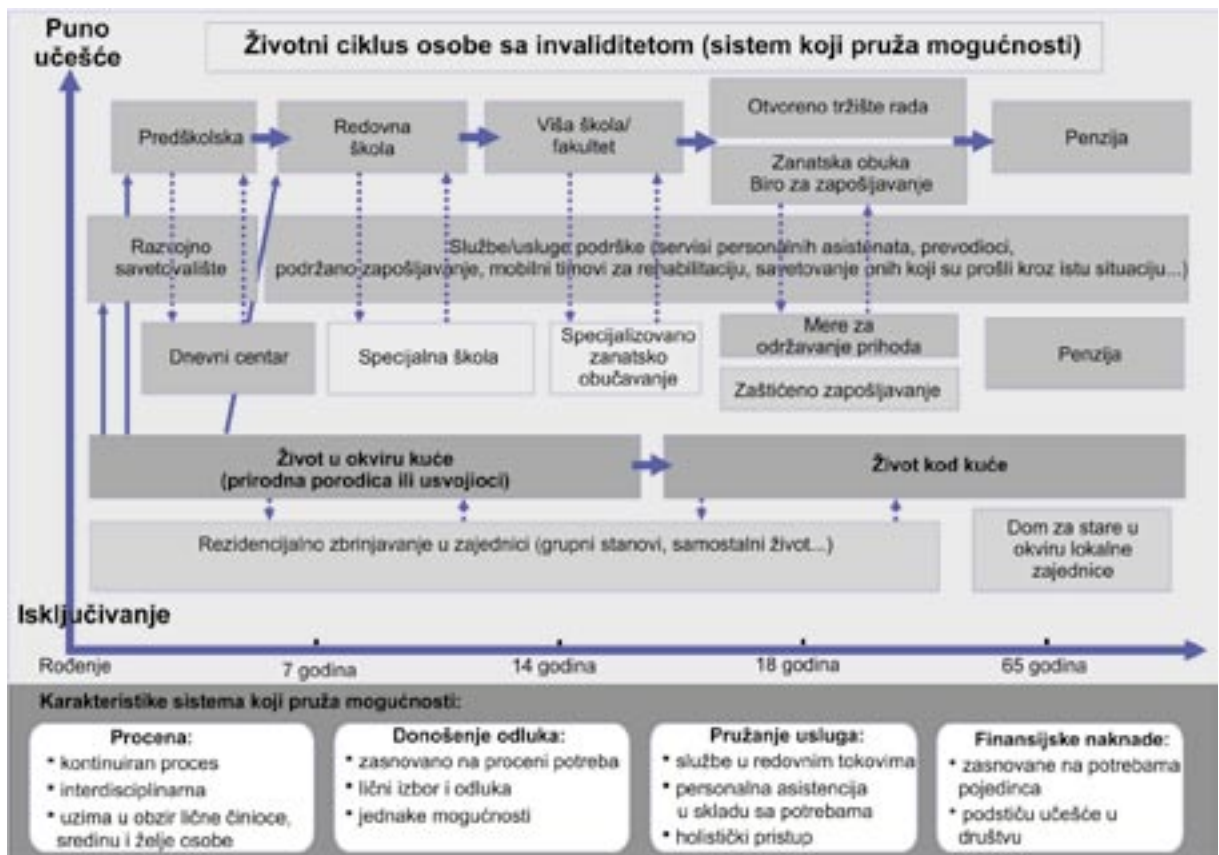 Puno
učešće
Životni ciklus osobe sa invaliditetom (sistem koji pruža mogućnosti)
Predškolska
Redovna
škola
Viša škola/
fakultet
Otvoreno tržište rada
Zanatska obuka
Biro za zapošljavanje
Penzija
Razvojno
savetovalište
Službe/usluge podrške (servisi personalnih asistenata, prevodioci,
podržano zapošljavanje, mobilni timovi za rehabilitaciju, savetovanje onih koji su prošli kroz istu situaciju...)
Dnevni centar
Specijalna škola
Specijalizovano
zanatsko
obučavanje
Mere za
održavanje prihoda
Zaštićeno zapošljavanje
Penzija
Život u okviru kuće
(prirodna porodica ili usvojioci)
Život kod kuće
Rezidencijalno zbrinjavanje u zajednici (grupni stanovi, samostalni život...)
Dom za stare u
okviru lokalne
zajednice
Isključivanje
Rođenje
7 godina
14 godina
18 godina
65 godina
Karakteristike sistema koji pruža mogućnosti:
Procena:
* kontinuiran proces
* interdisciplinarna
* uzima u obzir lične činioce,
sredinu i želje osobe
Donošenje odluka:
* zasnovano na proceni potreba
* lični izbor i odluka
* jednake mogućnosti
Pružanje usluga:
* službe u redovnim tokovima
* personalna asistencija
u skladu sa potrebama
* holistički pristup
Finansijske naknade:
* zasnovane na potrebama
pojedinca
* podstiču učešće u
društvu